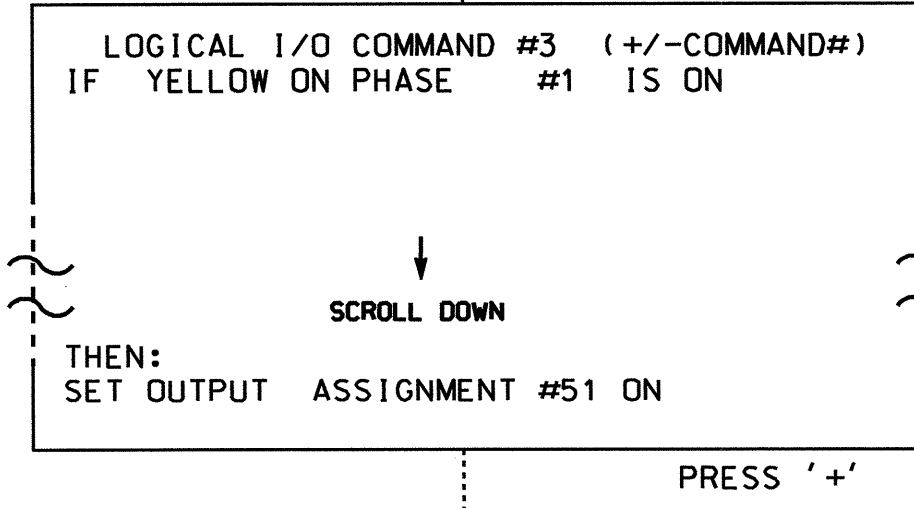 LOGICAL I/O COMMAND #3 (+/-COMMAND#)
IF YELLOW ON PHASE #1 IS ON
SCROLL DOWN
THEN:
SET OUTPUT ASSIGNMENT #51 ON
PRESS '+'